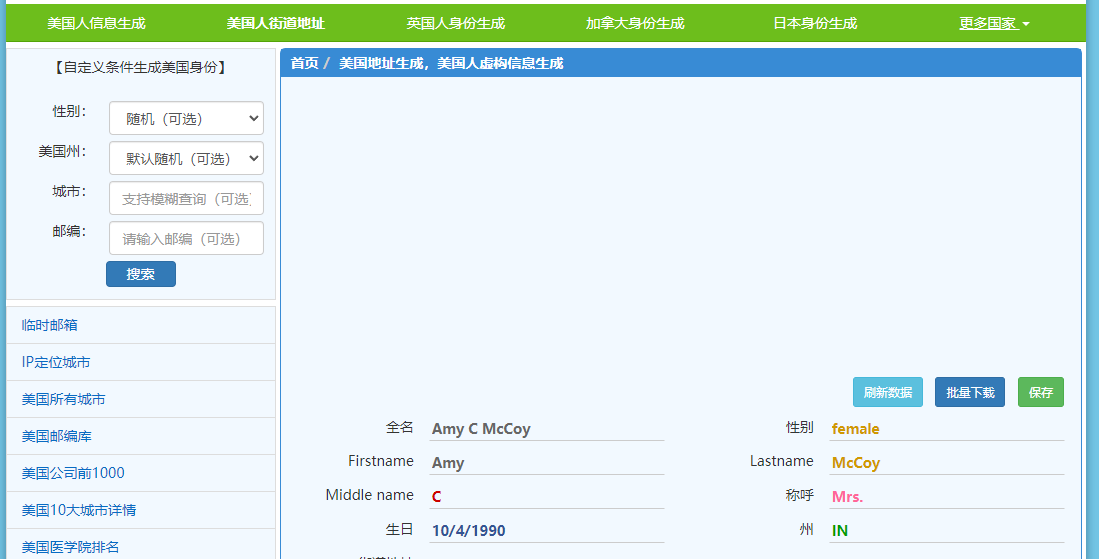 美国人信息生成 美国人街道地址 英国人身份生成 加拿大身份生成 日本身份生成 更多国家
【自定义条件生成美国身份】
性别: 随机（可选）
美国州: 默认随机（可选）
城市: 支持模糊查询（可选）
邮编: 请输入邮编（可选）
搜索
临时邮箱
IP定位城市
美国所有城市
美国邮编库
美国公司前1000
美国10大城市详情
美国医学院排名
首页 / 美国地址生成，美国人虚构信息生成
刷新数据 批量下载 保存
全名 Amy C McCoy 性别 female
Firstname Amy Lastname McCoy
Middle name C 称呼 Mrs.
生日 10/4/1990 州 IN